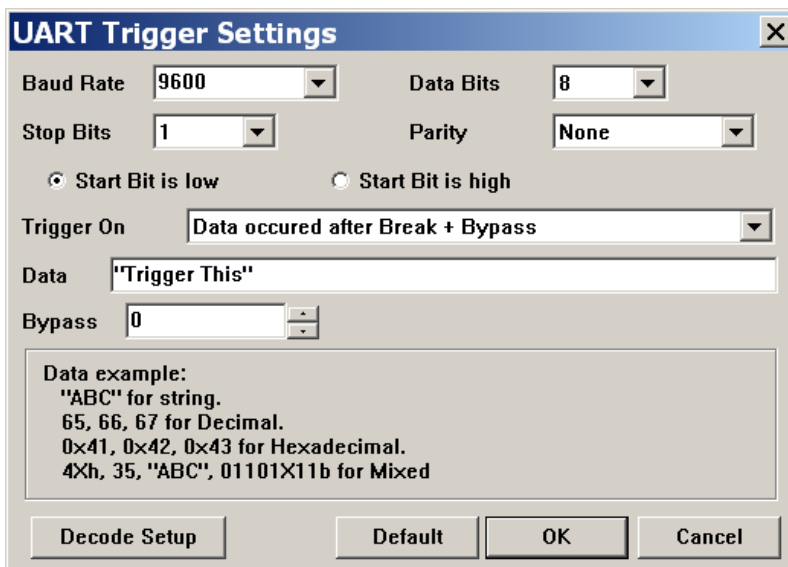 UART Trigger Settings
Baud Rate 9600 Data Bits 8
Stop Bits 1 Parity None
Start Bit is low Start Bit is high
Trigger On Data occured after Break + Bypass
Data "Trigger This"
Bypass 0
Data example:
"ABC" for string.
65, 66, 67 for Decimal.
0x41, 0x42, 0x43 for Hexadecimal.
4Xh, 35, "ABC", 01101X11b for Mixed
Decode Setup Default OK Cancel